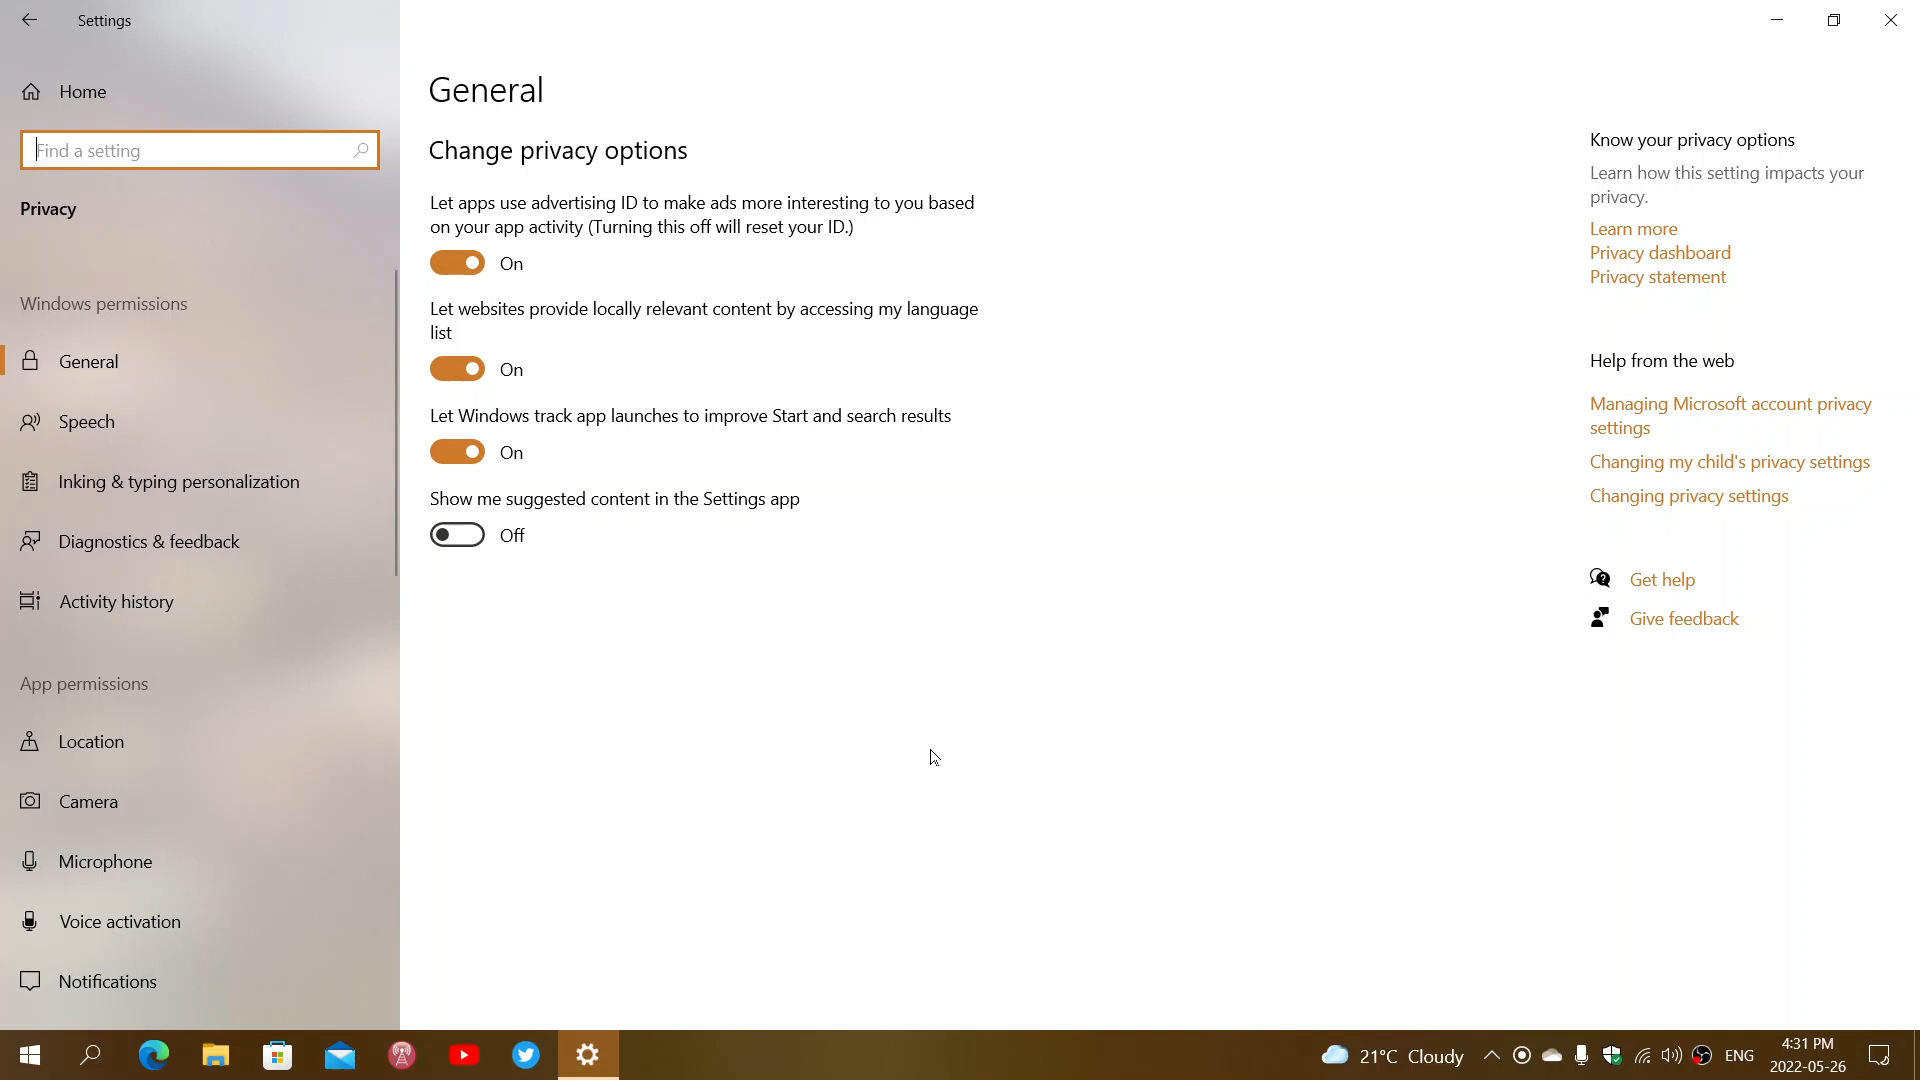 Settings
Home
Find a setting
Privacy
Windows permissions
General
Speech
Inking & typing personalization
Diagnostics & feedback
Activity history
App permissions
Location
Camera
Microphone
Voice activation
Notifications
General
Change privacy options
Let apps use advertising ID to make ads more interesting to you based
on your app activity (Turning this off will reset your ID.)
On
Let websites provide locally relevant content by accessing my language
list
On
Let Windows track app launches to improve Start and search results
On
Show me suggested content in the Settings app
Off
Know your privacy options
Learn how this setting impacts your
privacy.
Learn more
Privacy dashboard
Privacy statement
Help from the web
Managing Microsoft account privacy
settings
Changing my child's privacy settings
Changing privacy settings
Get help
Give feedback
21°C Cloudy
ENG
4:31 PM
2022-05-26